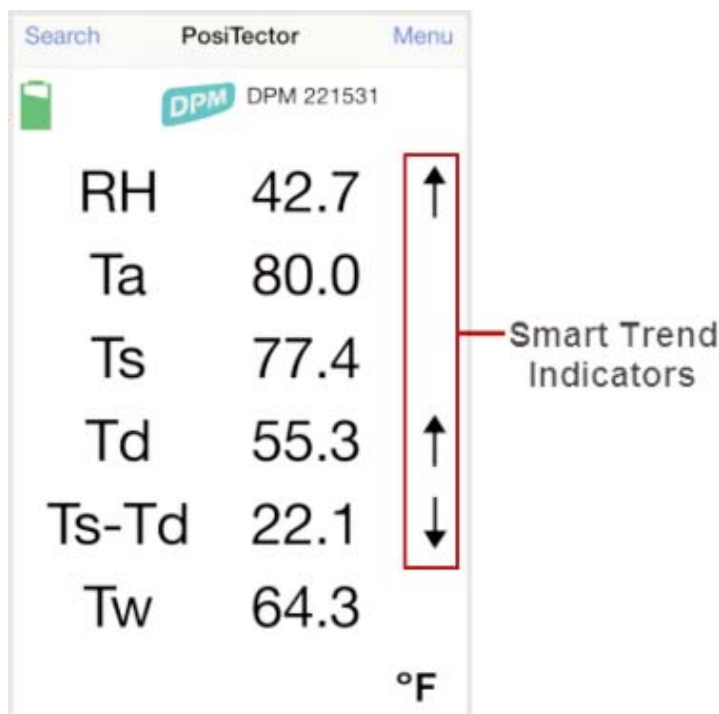 Search PosiTector Menu
DPM DPM 221531
RH 42.7 ↑
Ta 80.0
Ts 77.4
Smart Trend
Indicators
Td 55.3 ↑
Ts-Td 22.1 ↓
Tw 64.3
°F